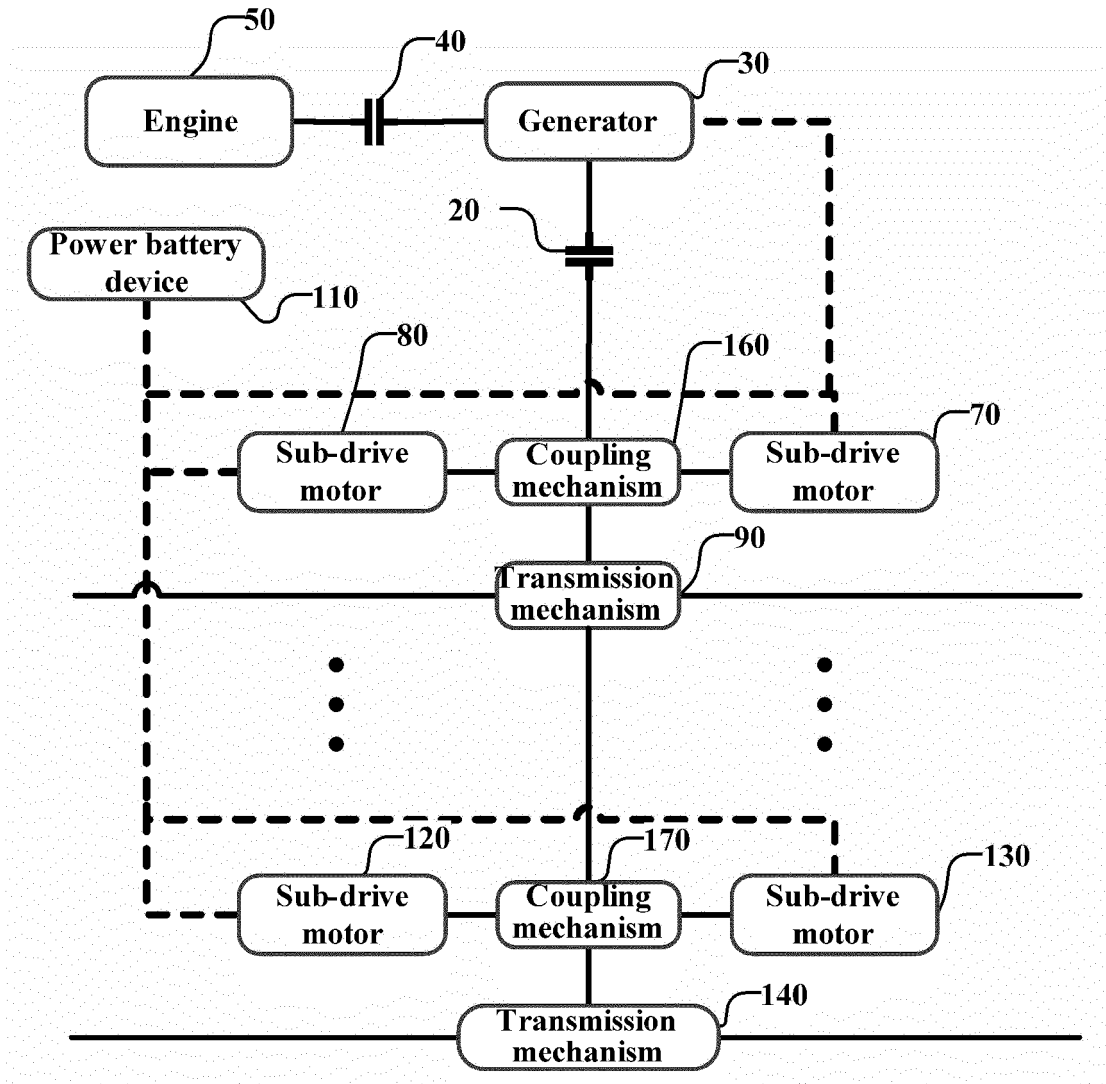 50
40
30
Engine
Generator
20
Power battery
device
110
80
160
70
Sub-drive
motor
Coupling
mechanism
Sub-drive
motor
90
Transmission
mechanism
120
170
130
Sub-drive
motor
Coupling
mechanism
Sub-drive
motor
140
Transmission
mechanism